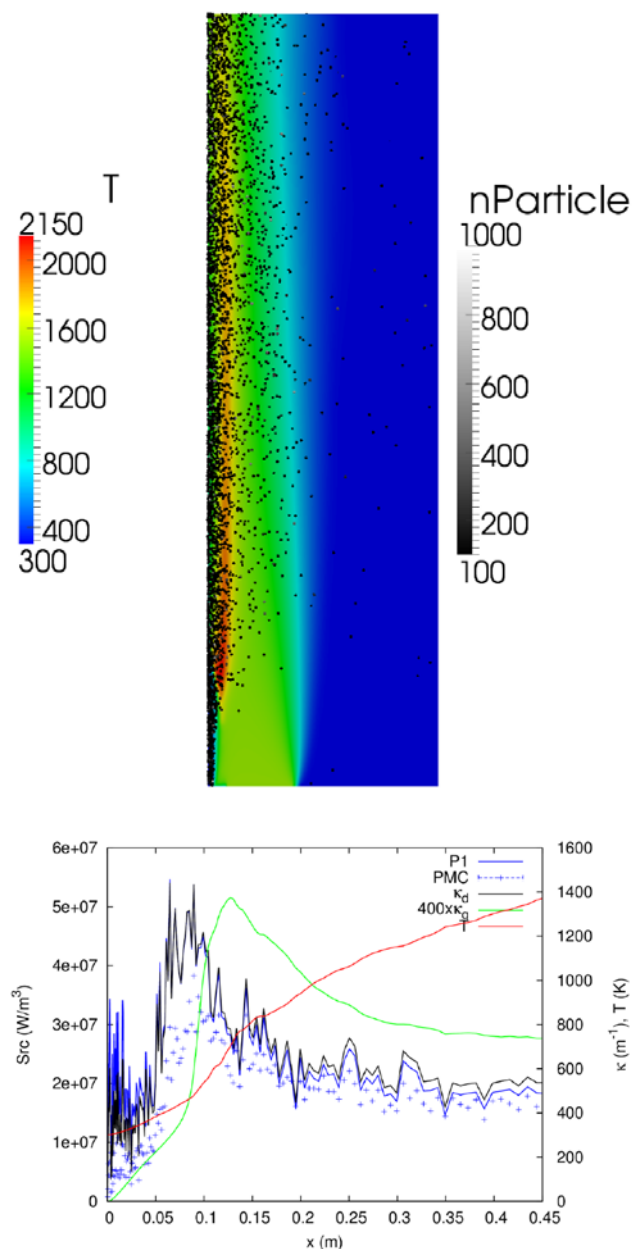 T
2150
2000
1600
1200
800
400
300
nParticle
1000
800
600
400
200
100
6e+07
5e+07
4e+07
3e+07
2e+07
1e+07
0
Src (W/m³)
P1
PMC
κd
400xκg
T
1600
1400
1200
1000
800
600
400
200
0
κ (m⁻¹), T (K)
0 0.05 0.1 0.15 0.2 0.25 0.3 0.35 0.4 0.45
x (m)